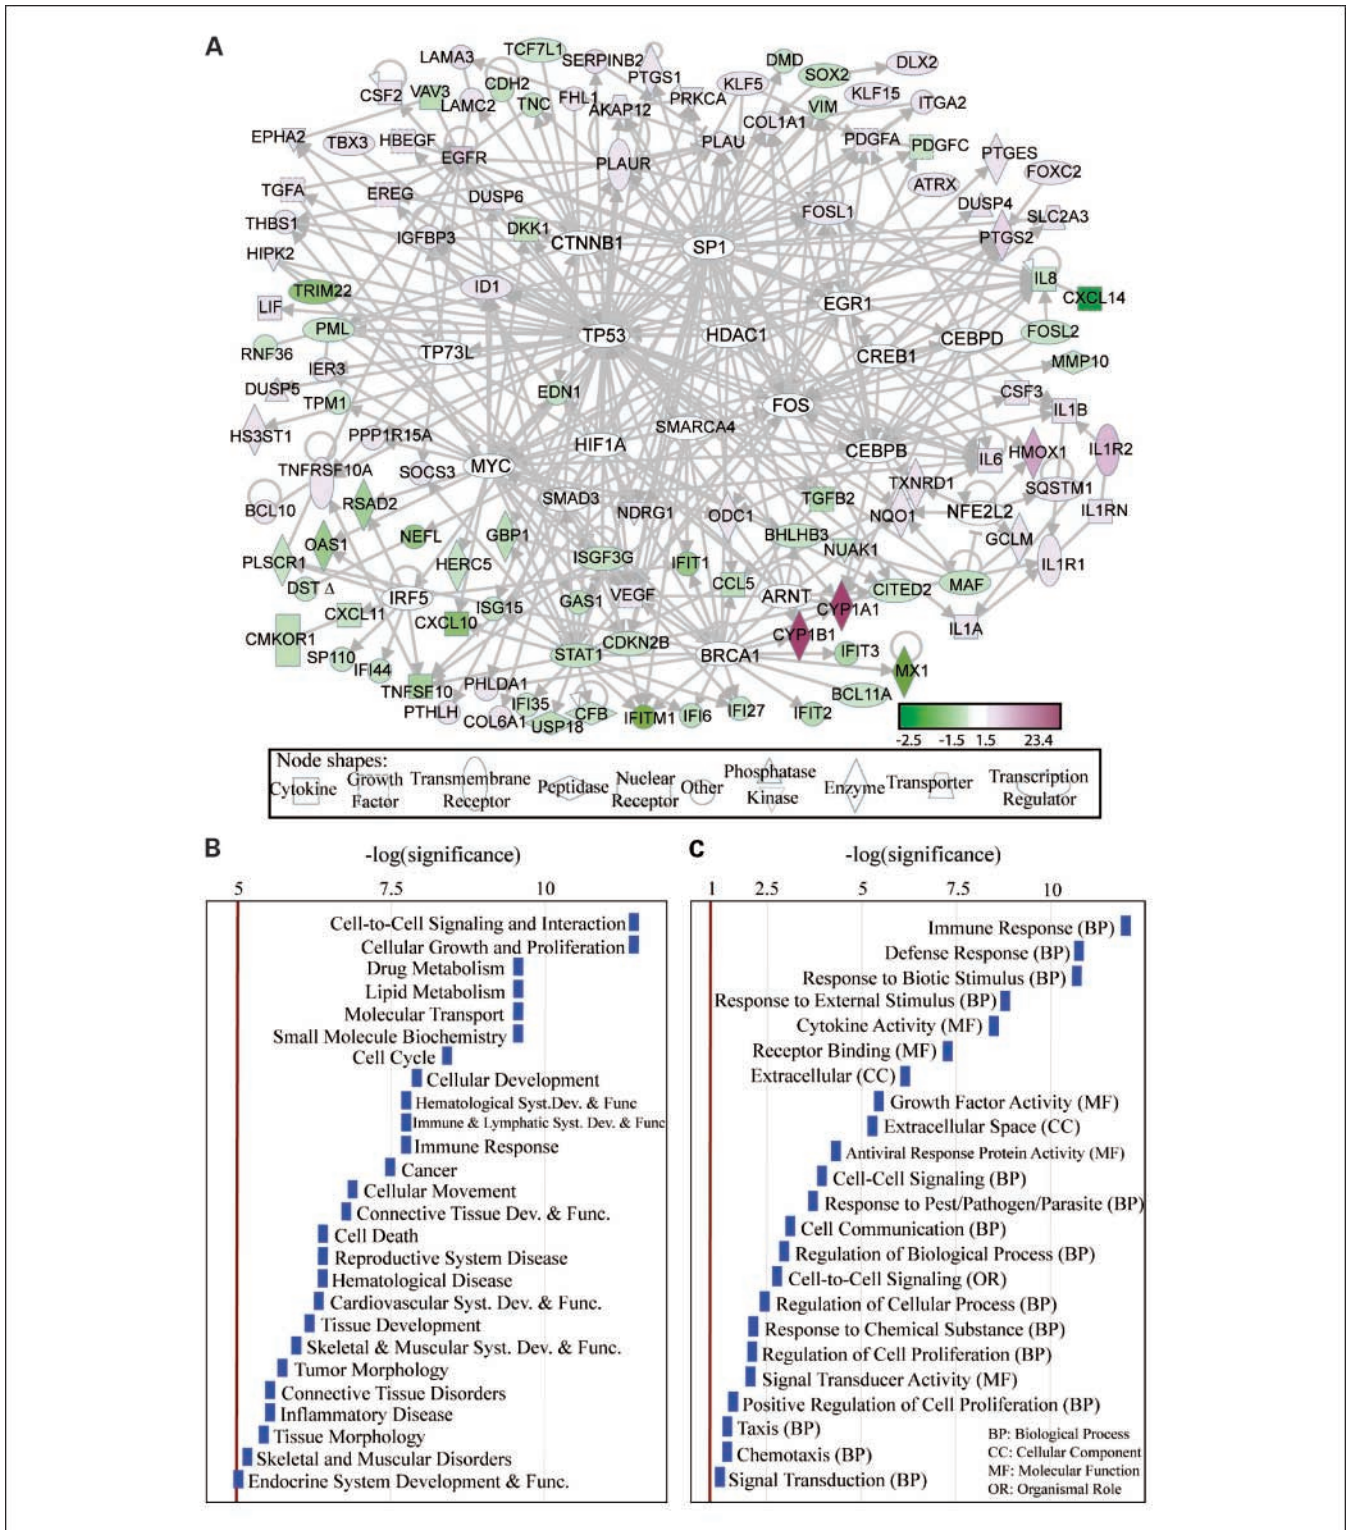 A
TCF7L1
LAMA3
SERPINB2
DMD
DLX2
PTGS1
SOX2
CSF2
VAV3
CDH2
KLF5
LAMC2
TNC
FHL1
AKAP12
PRKCA
VIM
KLF15
ITGA2
COL1A1
EPHA2
TBX3
HBEGF
EGFR
PLAUR
PLAU
PDGFA
PDGFC
PTGES
FOXC2
TGFA
EREG
DUSP6
ATRX
DUSP4
THBS1
IGFBP3
DKK1
CTNNB1
SP1
FOSL1
SLC2A3
PTGS2
HIPK2
TRIM22
ID1
IL8
CXCL14
LIF
PML
TP53
HDAC1
EGR1
CEBPD
FOSL2
RNF36
IER3
TP73L
CREB1
MMP10
DUSP5
TPM1
EDN1
FOS
CSF3
IL1B
HS3ST1
PPP1R15A
SMARCA4
HIF1A
CEBPB
IL6
HMOX1
IL1R2
TNFRSF10A
SOCS3
MYC
TXNRD1
SQSTM1
BCL10
RSAD2
SMAD3
NDRG1
ODC1
TGFB2
NQO1
NFE2L2
IL1RN
OAS1
NEFL
GBP1
BHLHB3
GCLM
PLSCR1
HERC5
ISGF3G
IFIT1
NUAK1
IL1R1
DST Δ
IRF5
ISG15
GAS1
VEGF
CCL5
ARNT
CITED2
MAF
CXCL11
CXCL10
CYP1A1
IL1A
CMKOR1
CDKN2B
CYP1B1
SP110
STAT1
BRCA1
IFIT3
MX1
IFI44
TNFSF10
PHLDA1
BCL11A
PTHLH
COL6A1
IFI35
USP18
CFB
IFITM1
IFI6
IFI27
IFIT2
-2.5 -1.5 1.5 23.4
Node shapes:
Cytokine
Growth Factor
Transmembrane Receptor
Peptidase
Nuclear Receptor
Other
Phosphatase
Kinase
Enzyme
Transporter
Transcription Regulator
B
-log(significance)
5 7.5 10
Cell-to-Cell Signaling and Interaction
Cellular Growth and Proliferation
Drug Metabolism
Lipid Metabolism
Molecular Transport
Small Molecule Biochemistry
Cell Cycle
Cellular Development
Hematological Syst.Dev. & Func
Immune & Lymphatic Syst. Dev. & Func
Immune Response
Cancer
Cellular Movement
Connective Tissue Dev. & Func.
Cell Death
Reproductive System Disease
Hematological Disease
Cardiovascular Syst. Dev. & Func.
Tissue Development
Skeletal & Muscular Syst. Dev. & Func.
Tumor Morphology
Connective Tissue Disorders
Inflammatory Disease
Tissue Morphology
Skeletal and Muscular Disorders
Endocrine System Development & Func.
C
-log(significance)
1 2.5 5 7.5 10
Immune Response (BP)
Defense Response (BP)
Response to Biotic Stimulus (BP)
Response to External Stimulus (BP)
Cytokine Activity (MF)
Receptor Binding (MF)
Extracellular (CC)
Growth Factor Activity (MF)
Extracellular Space (CC)
Antiviral Response Protein Activity (MF)
Cell-Cell Signaling (BP)
Response to Pest/Pathogen/Parasite (BP)
Cell Communication (BP)
Regulation of Biological Process (BP)
Cell-to-Cell Signaling (OR)
Regulation of Cellular Process (BP)
Response to Chemical Substance (BP)
Regulation of Cell Proliferation (BP)
Signal Transducer Activity (MF)
Positive Regulation of Cell Proliferation (BP)
Taxis (BP)
Chemotaxis (BP)
Signal Transduction (BP)
BP: Biological Process
CC: Cellular Component
MF: Molecular Function
OR: Organismal Role